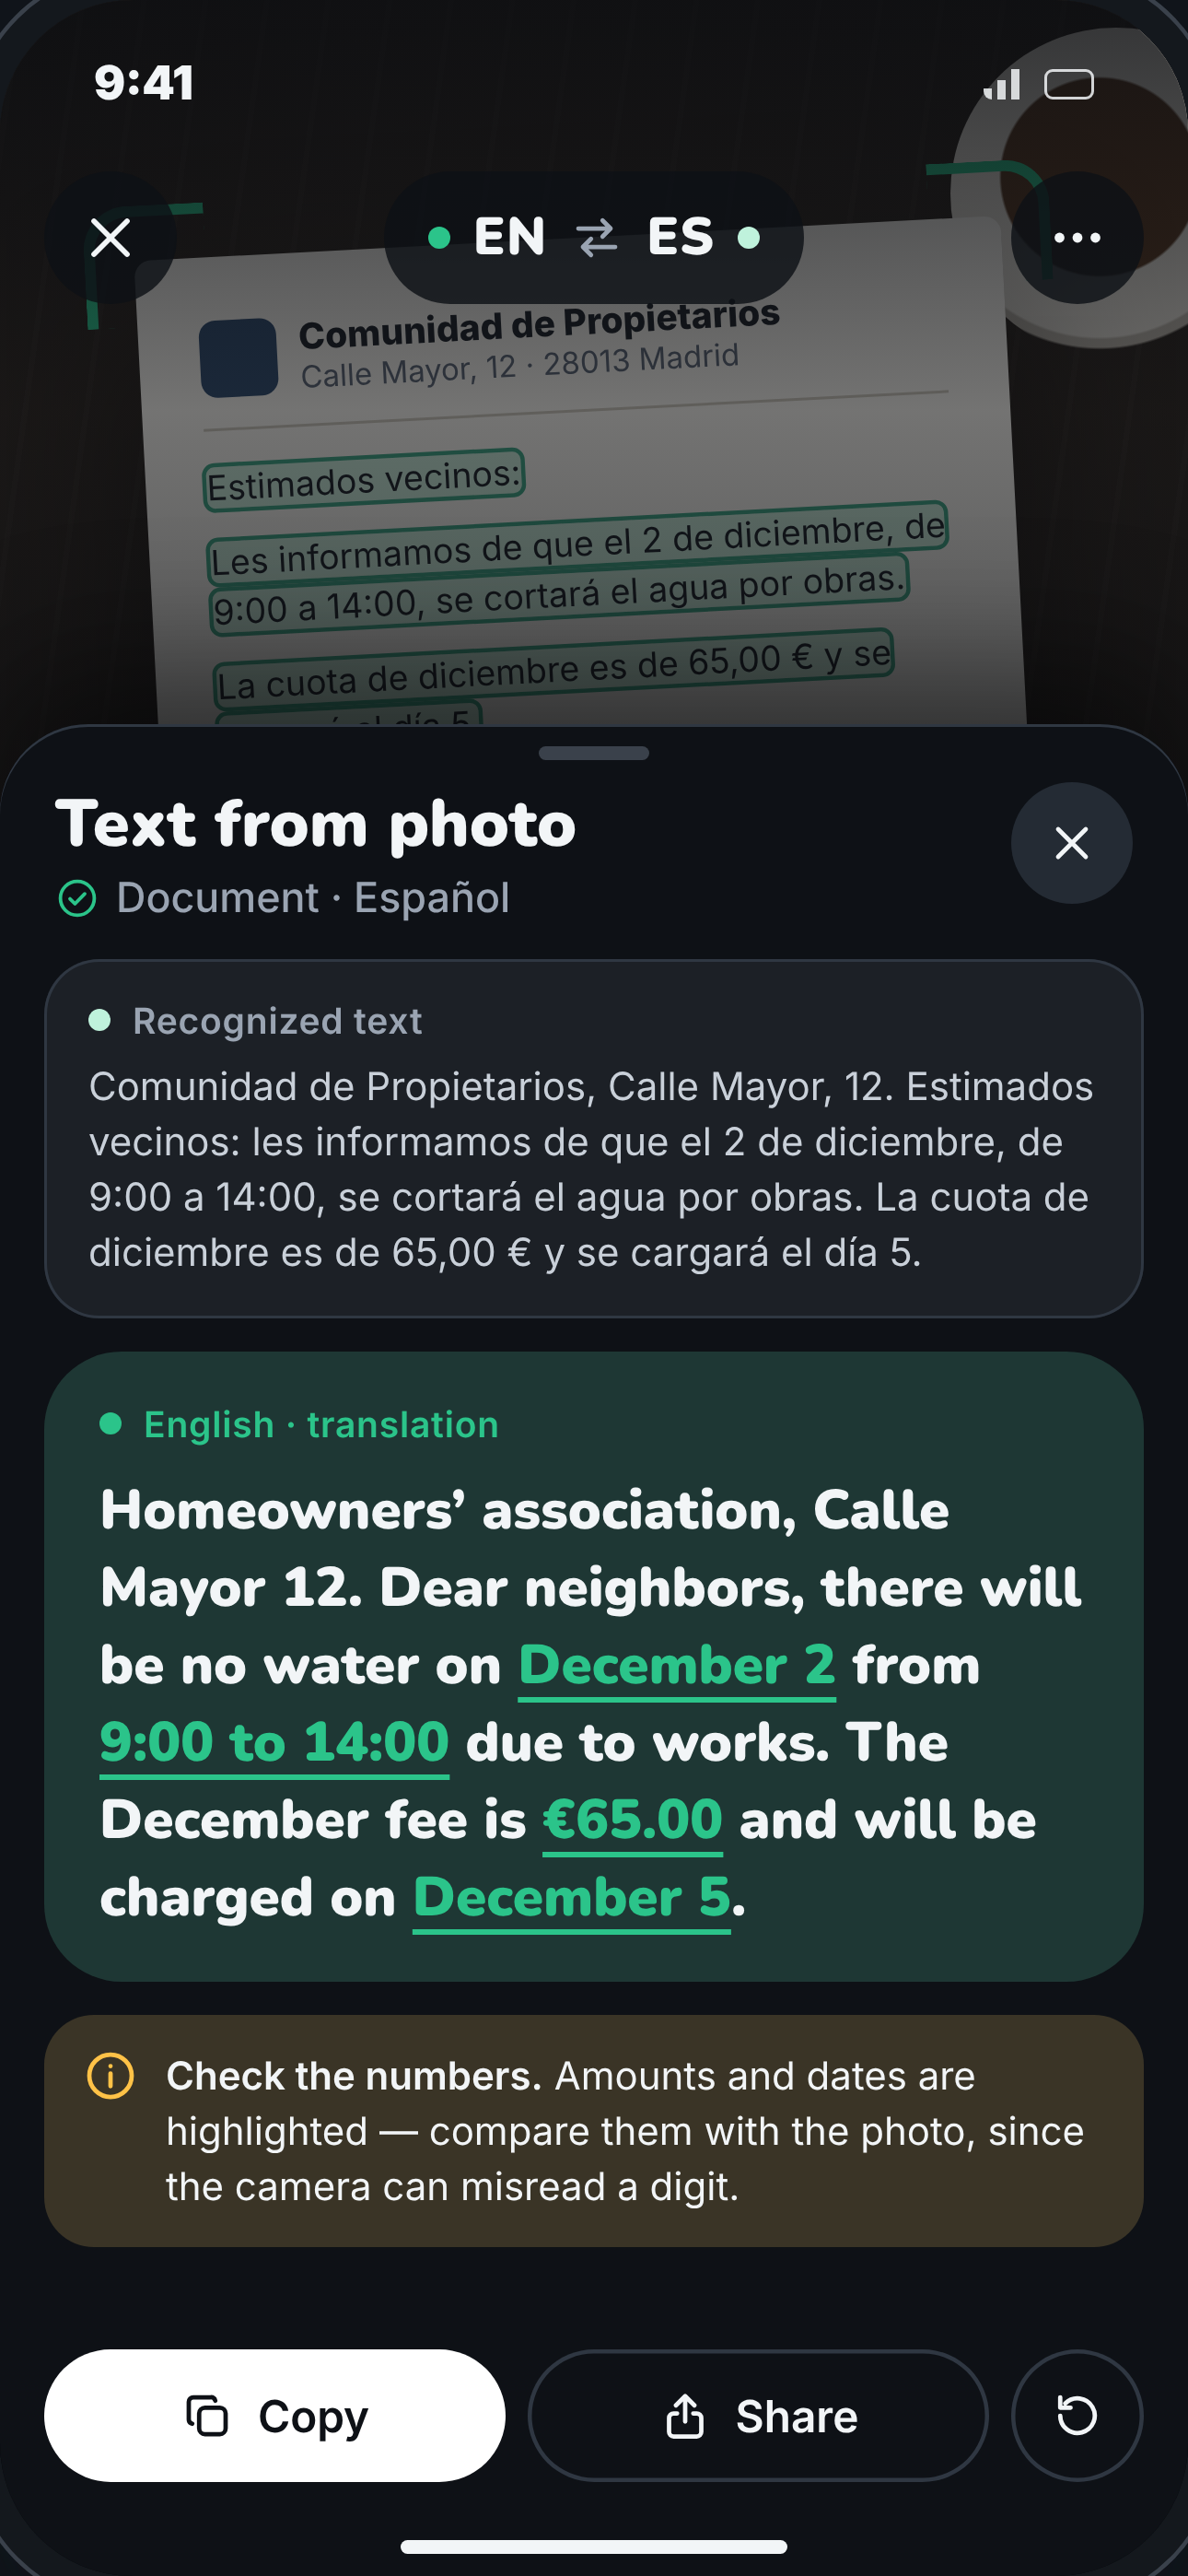 9:41
EN ES
Comunidad de Propietarios
Calle Mayor, 12 · 28013 Madrid
Estimados vecinos:
Les informamos de que el 2 de diciembre, de
9:00 a 14:00, se cortará el agua por obras.
La cuota de diciembre es de 65,00 € y se
el día 5.
Text from photo
Document · Español
Recognized text
Comunidad de Propietarios, Calle Mayor, 12. Estimados
vecinos: les informamos de que el 2 de diciembre, de
9:00 a 14:00, se cortará el agua por obras. La cuota de
diciembre es de 65,00 € y se cargará el día 5.
English · translation
Homeowners’ association, Calle
Mayor 12. Dear neighbors, there will
be no water on December 2 from
9:00 to 14:00 due to works. The
December fee is €65.00 and will be
charged on December 5.
Check the numbers. Amounts and dates are
highlighted — compare them with the photo, since
the camera can misread a digit.
Copy
Share